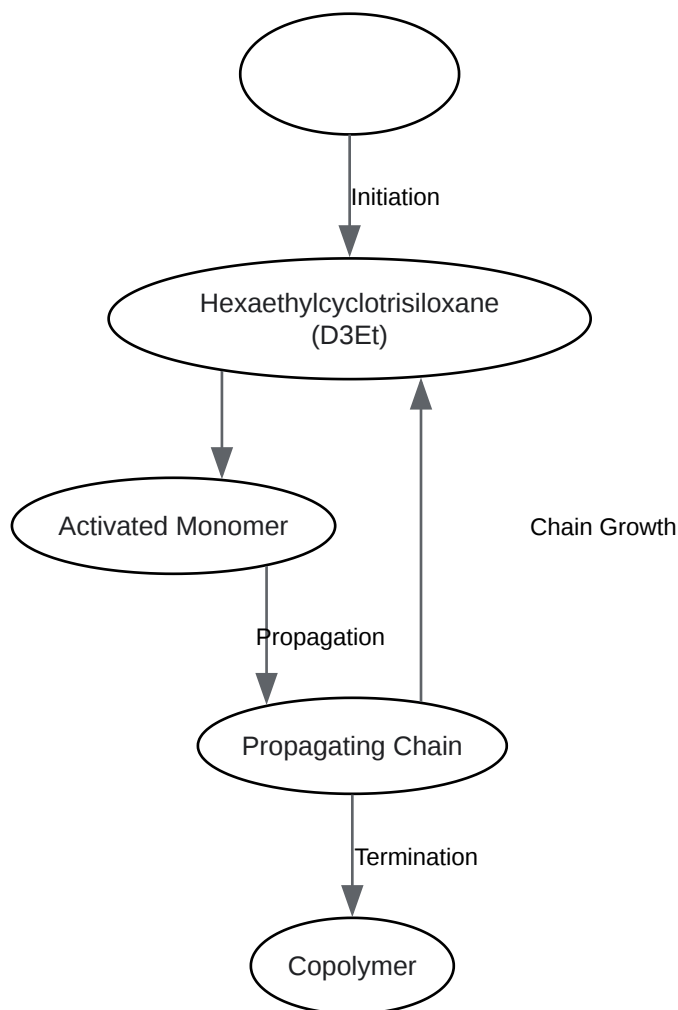 Initiation
Hexaethylcyclotrisiloxane
(D3Et)
Activated Monomer
Chain Growth
Propagation
Propagating Chain
Termination
Copolymer